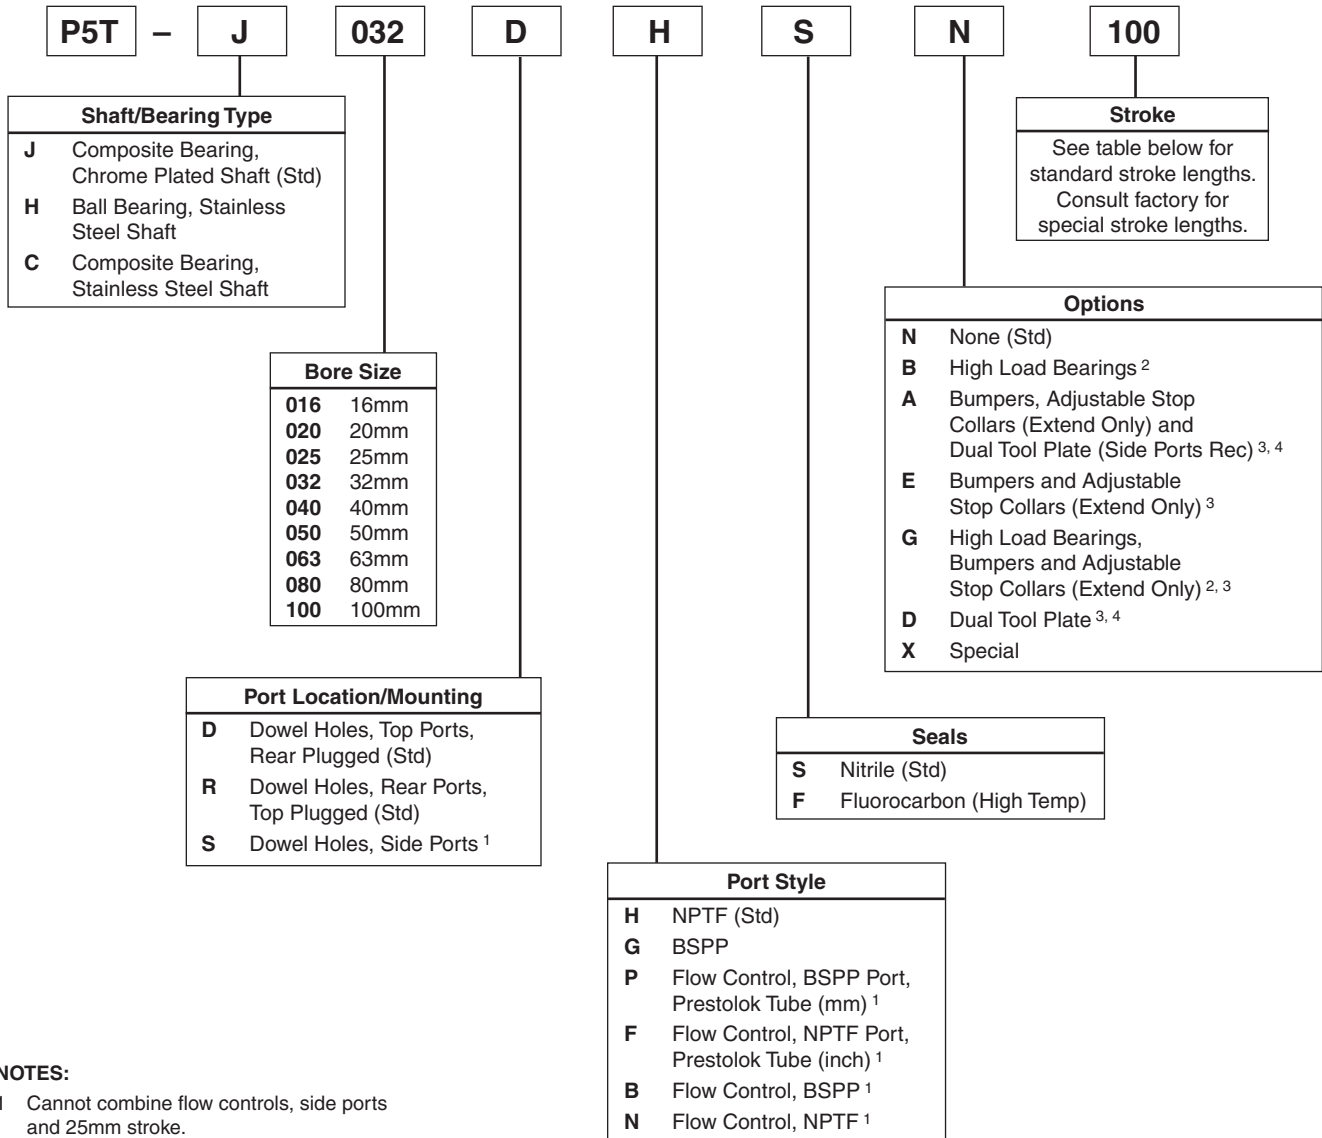 P5T – J 032 D H S N 100
Shaft/Bearing Type
J Composite Bearing,
Chrome Plated Shaft (Std)
H Ball Bearing, Stainless
Steel Shaft
C Composite Bearing,
Stainless Steel Shaft
Stroke
See table below for
standard stroke lengths.
Consult factory for
special stroke lengths.
Options
N None (Std)
B High Load Bearings 2
A Bumpers, Adjustable Stop
Collars (Extend Only) and
Dual Tool Plate (Side Ports Rec) 3, 4
E Bumpers and Adjustable
Stop Collars (Extend Only) 3
G High Load Bearings,
Bumpers and Adjustable
Stop Collars (Extend Only) 2, 3
D Dual Tool Plate 3, 4
X Special
Bore Size
016 16mm
020 20mm
025 25mm
032 32mm
040 40mm
050 50mm
063 63mm
080 80mm
100 100mm
Port Location/Mounting
D Dowel Holes, Top Ports,
Rear Plugged (Std)
R Dowel Holes, Rear Ports,
Top Plugged (Std)
S Dowel Holes, Side Ports 1
Seals
S Nitrile (Std)
F Fluorocarbon (High Temp)
Port Style
H NPTF (Std)
G BSPP
P Flow Control, BSPP Port,
Prestolok Tube (mm) 1
F Flow Control, NPTF Port,
Prestolok Tube (inch) 1
B Flow Control, BSPP 1
N Flow Control, NPTF 1
NOTES:
1 Cannot combine flow controls, side ports
and 25mm stroke.